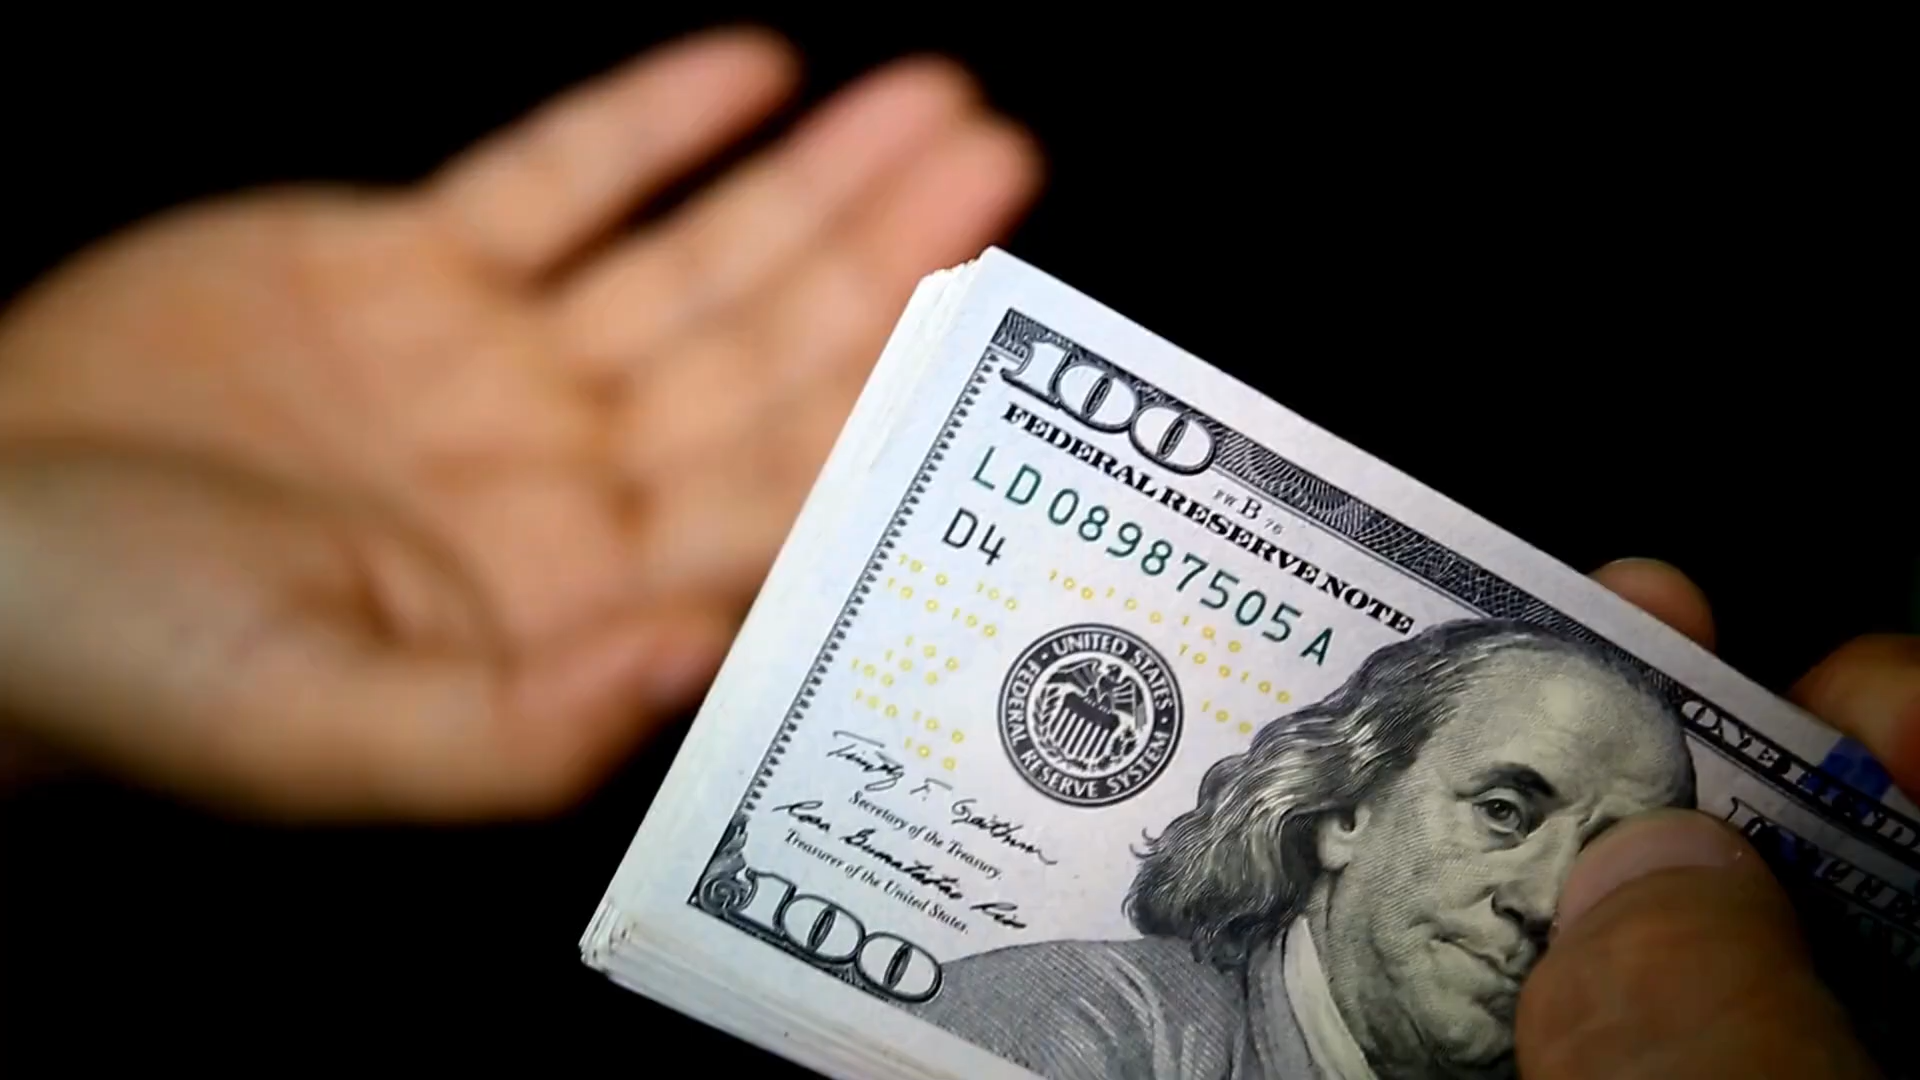 100
FEDERAL RESERVE NOTE
FW B 76
LD 08987505 A
D4
UNITED STATES
FEDERAL RESERVE SYSTEM
Secretary of the Treasury.
Treasurer of the United States.
100